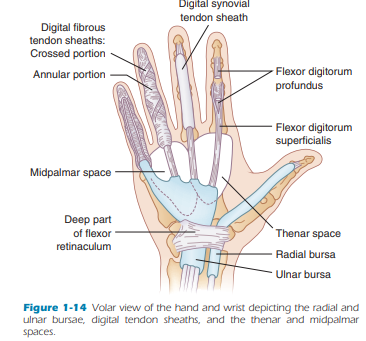 Digital synovial
tendon sheath
Digital fibrous
tendon sheaths:
Crossed portion
Annular portion
Flexor digitorum
profundus
Flexor digitorum
superficialis
Midpalmar space
Deep part
of flexor
retinaculum
Thenar space
Radial bursa
Ulnar bursa
Figure 1-14 Volar view of the hand and wrist depicting the radial and
ulnar bursae, digital tendon sheaths, and the thenar and midpalmar
spaces.